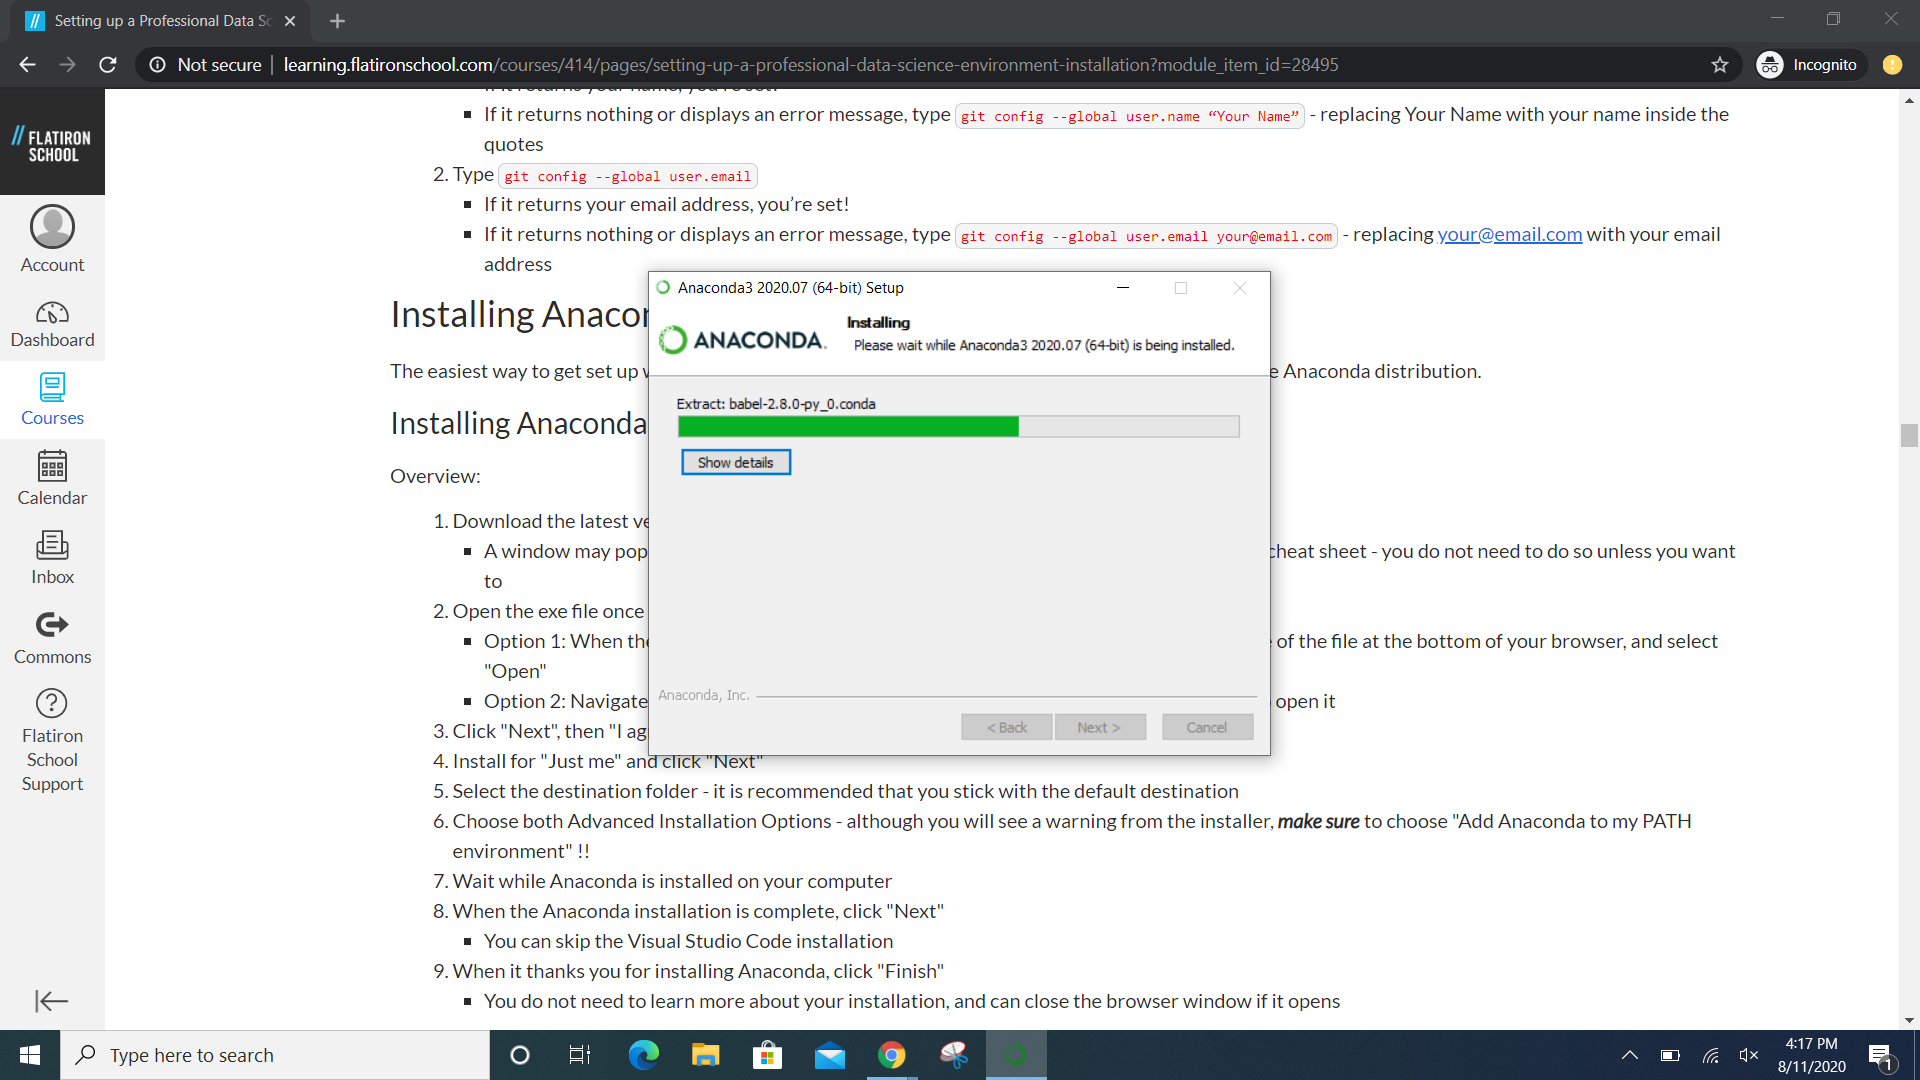 Setting up a Professional Data Sc
Not secure learning.flatironschool.com/courses/414/pages/setting-up-a-professional-data-science-environment-installation?module_item_id=28495
Incognito
FLATIRON
SCHOOL
Account
Dashboard
Courses
Calendar
Inbox
Commons
Flatiron
School
Support
If it returns nothing or displays an error message, type git config --global user.name “Your Name” - replacing Your Name with your name inside the
quotes
2. Type git config --global user.email
If it returns your email address, you’re set!
If it returns nothing or displays an error message, type git config --global user.email your@email.com - replacing your@email.com with your email
address
Installing Anacon
The easiest way to get set up
e Anaconda distribution.
Installing Anaconda
Overview:
1. Download the latest ve
A window may pop
cheat sheet - you do not need to do so unless you want
to
2. Open the exe file once
Option 1: When the
of the file at the bottom of your browser, and select
"Open"
Option 2: Navigate
open it
3. Click "Next", then "I ag
4. Install for "Just me" and click "Next"
5. Select the destination folder - it is recommended that you stick with the default destination
6. Choose both Advanced Installation Options - although you will see a warning from the installer, make sure to choose "Add Anaconda to my PATH
environment" !!
7. Wait while Anaconda is installed on your computer
8. When the Anaconda installation is complete, click "Next"
You can skip the Visual Studio Code installation
9. When it thanks you for installing Anaconda, click "Finish"
You do not need to learn more about your installation, and can close the browser window if it opens
Anaconda3 2020.07 (64-bit) Setup
ANACONDA.
Installing
Please wait while Anaconda3 2020.07 (64-bit) is being installed.
Extract: babel-2.8.0-py_0.conda
Show details
Anaconda, Inc.
< Back
Next >
Cancel
Type here to search
4:17 PM
8/11/2020
1